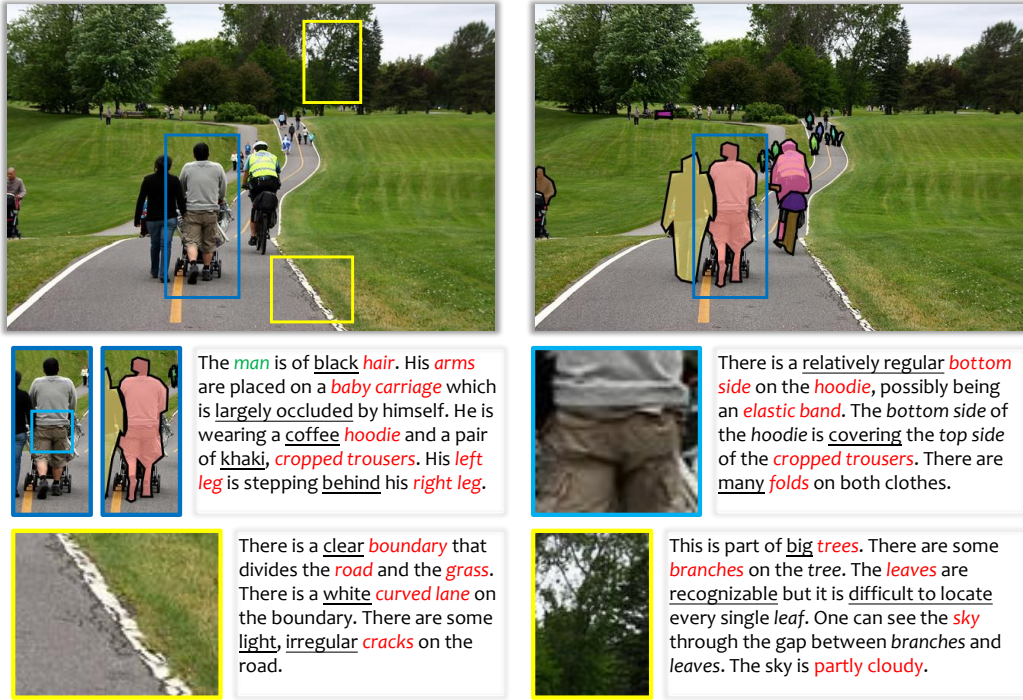 The man is of black hair. His arms
are placed on a baby carriage which
is largely occluded by himself. He is
wearing a coffee hoodie and a pair
of khaki, cropped trousers. His left
leg is stepping behind his right leg.
There is a relatively regular bottom
side on the hoodie, possibly being
an elastic band. The bottom side of
the hoodie is covering the top side
of the cropped trousers. There are
many folds on both clothes.
There is a clear boundary that
divides the road and the grass.
There is a white curved lane on
the boundary. There are some
light, irregular cracks on the
road.
This is part of big trees. There are some
branches on the tree. The leaves are
recognizable but it is difficult to locate
every single leaf. One can see the sky
through the gap between branches and
leaves. The sky is partly cloudy.